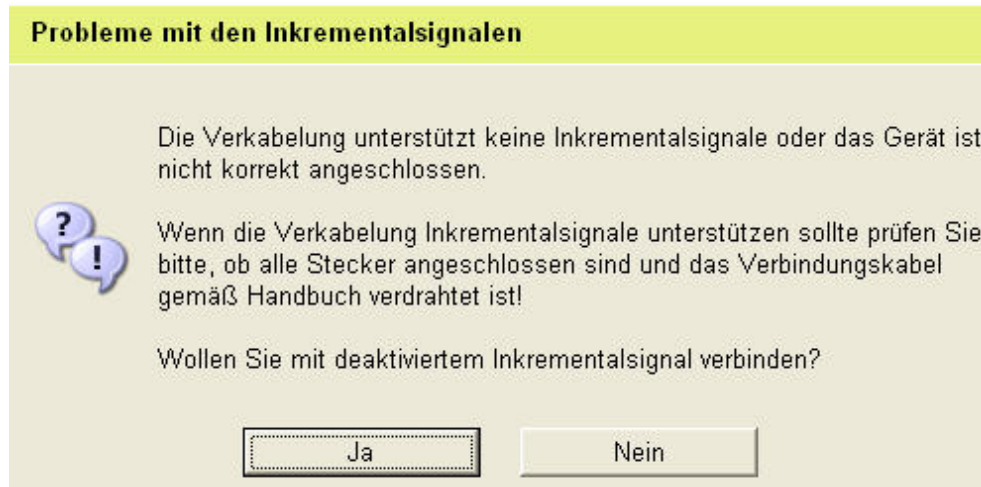 Probleme mit den Inkrementalsignalen
Die Verkabelung unterstützt keine Inkrementalsignale oder das Gerät ist
nicht korrekt angeschlossen.
Wenn die Verkabelung Inkrementalsignale unterstützen sollte prüfen Sie
bitte, ob alle Stecker angeschlossen sind und das Verbindungskabel
gemäß Handbuch verdrahtet ist!
Wollen Sie mit deaktiviertem Inkrementalsignal verbinden?
Ja
Nein